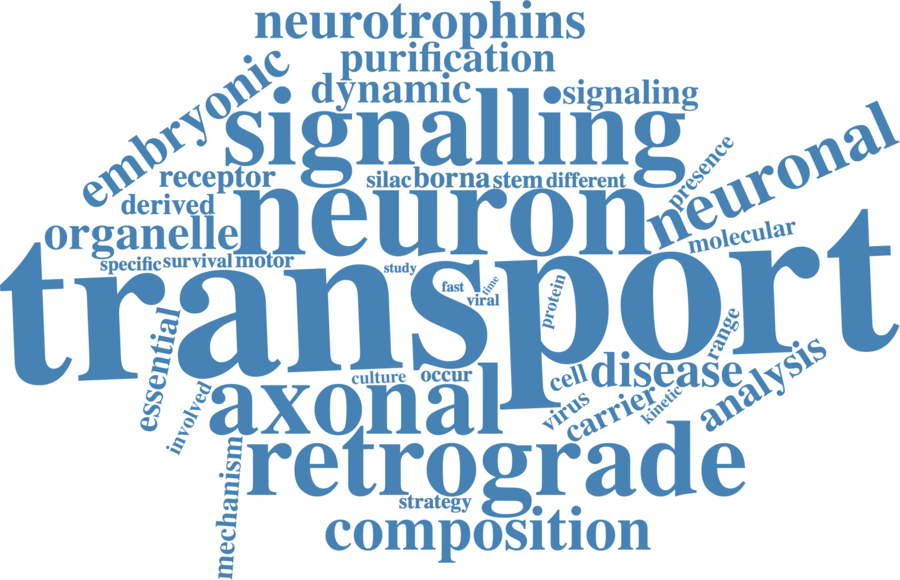 neurotrophins
purification
embryonic
dynamic
signaling
signalling
presence
neuronal
receptor
silac
borna
stem
different
derived
neuron
organelle
molecular
specific
survival
motor
study
transport
fast
time
viral
protein
essential
range
culture
occur
cell
disease
analysis
involved
axonal
virus
carrier
kinetic
retrograde
mechanism
strategy
composition